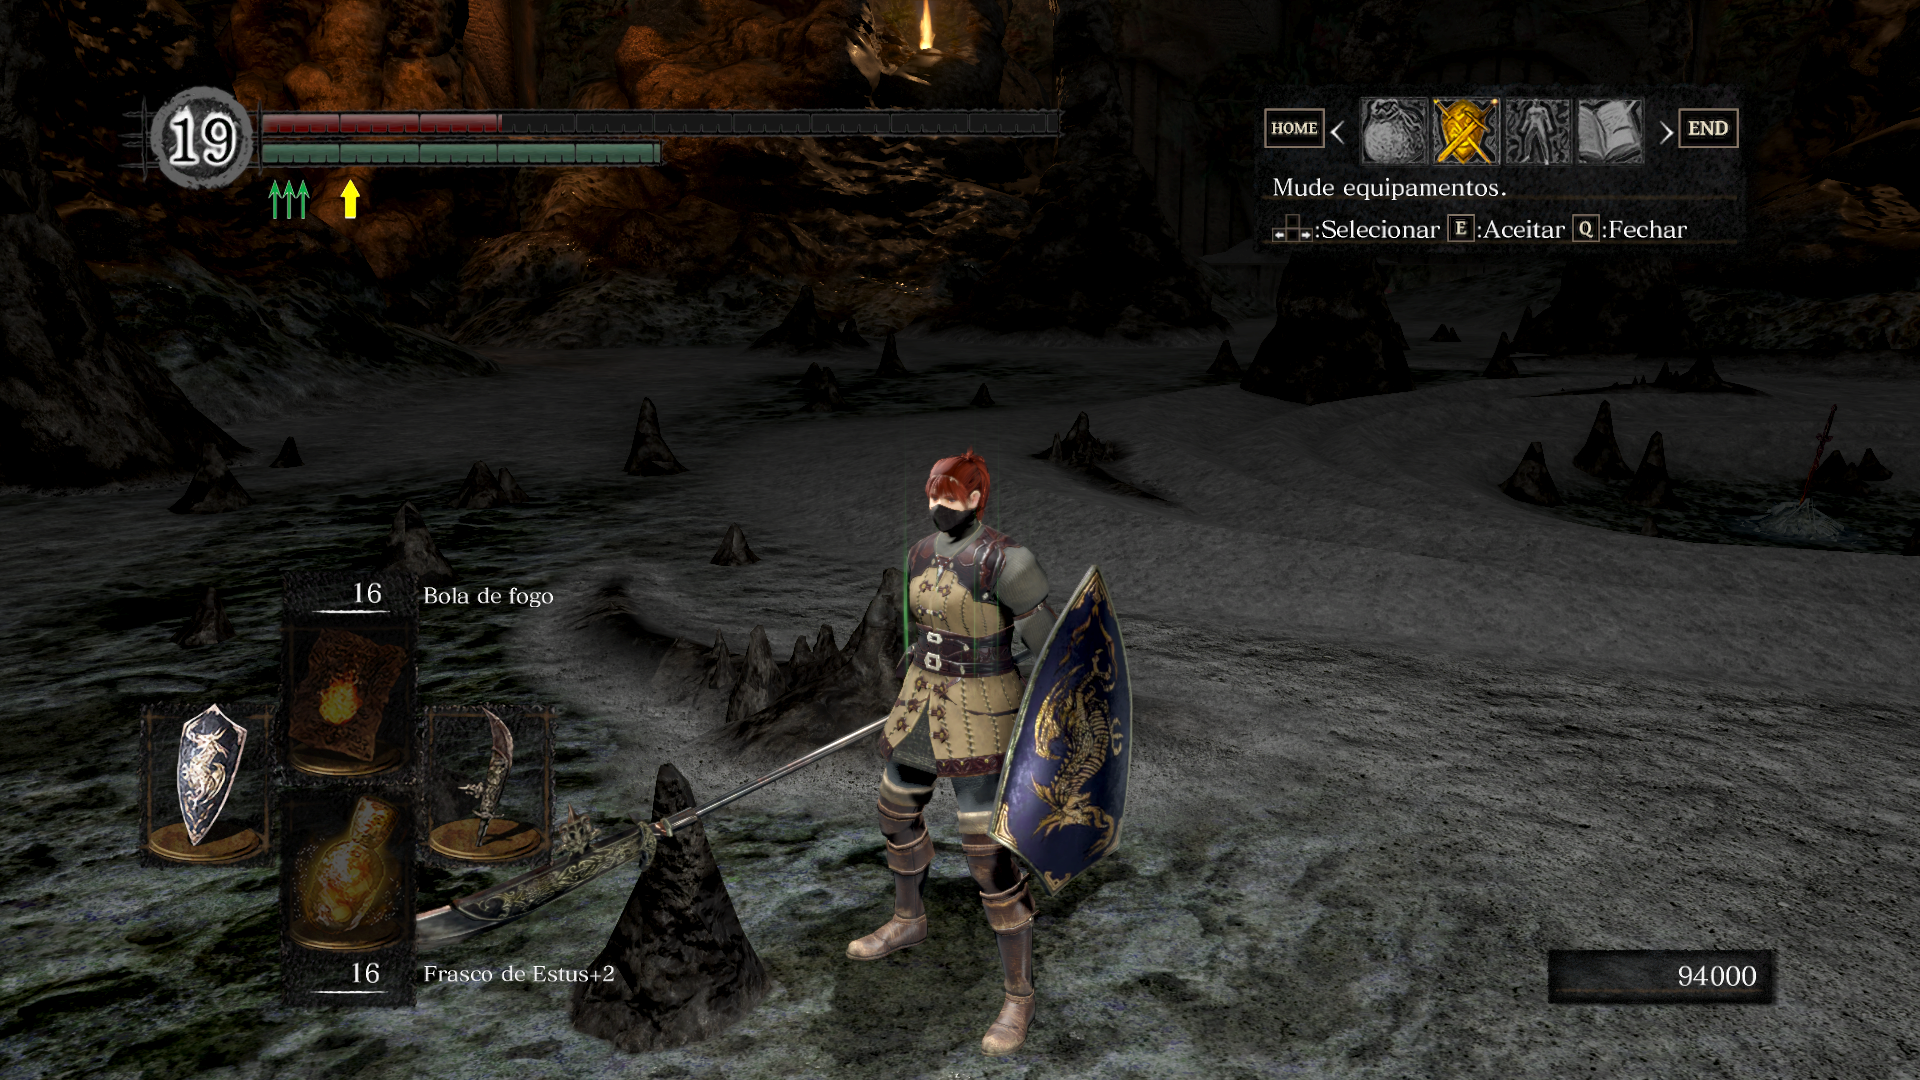 19
HOME
END
Mude equipamentos.
:Selecionar E:Aceitar Q:Fechar
16
Bola de fogo
16
Frasco de Estus+2
94000